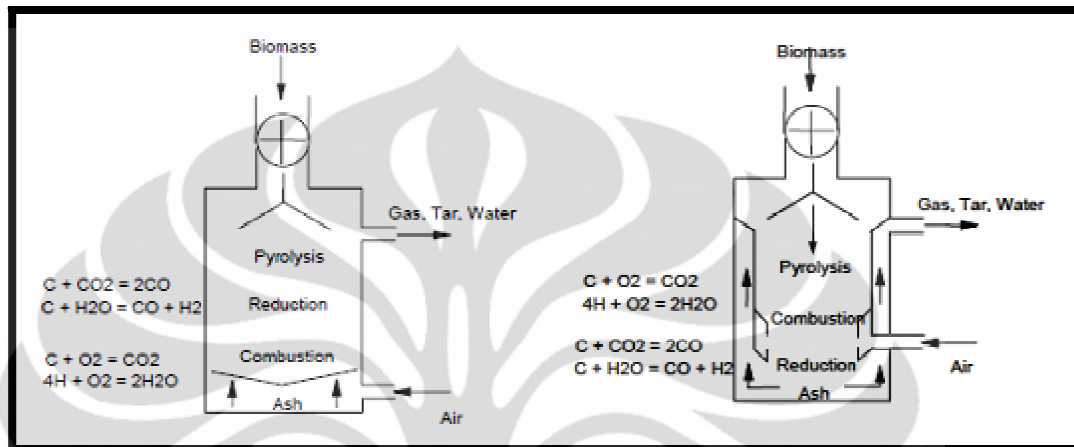 Biomass
Gas, Tar, Water
Pyrolysis
C + CO2 = 2CO
C + H2O = CO + H2
Reduction
Combustion
C + O2 = CO2
4H + O2 = 2H2O
Ash
Air
Biomass
Gas, Tar, Water
Pyrolysis
C + O2 = CO2
4H + O2 = 2H2O
Combustion
C + CO2 = 2CO
C + H2O = CO + H2
Reduction
Ash
Air